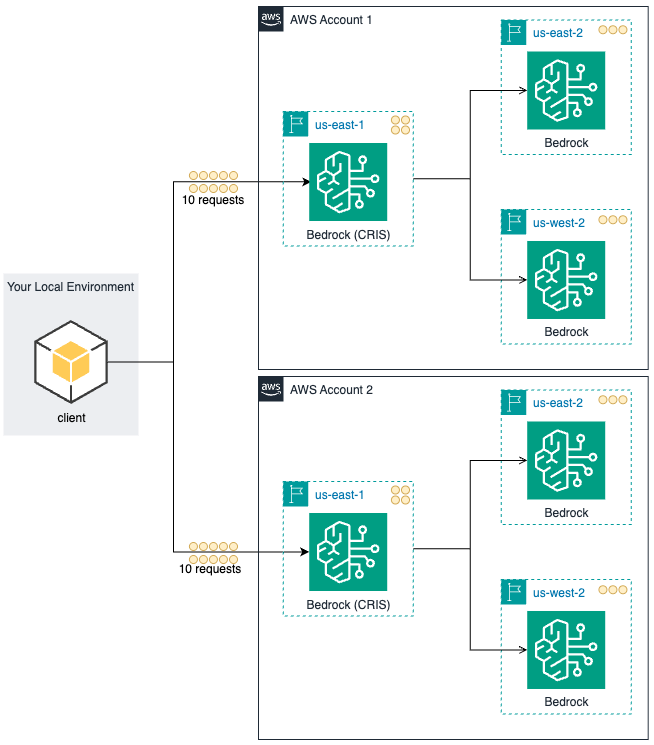 aws
AWS Account 1
us-east-2
Bedrock
us-east-1
Bedrock (CRIS)
10 requests
us-west-2
Bedrock
Your Local Environment
client
aws
AWS Account 2
us-east-2
Bedrock
us-east-1
Bedrock (CRIS)
10 requests
us-west-2
Bedrock